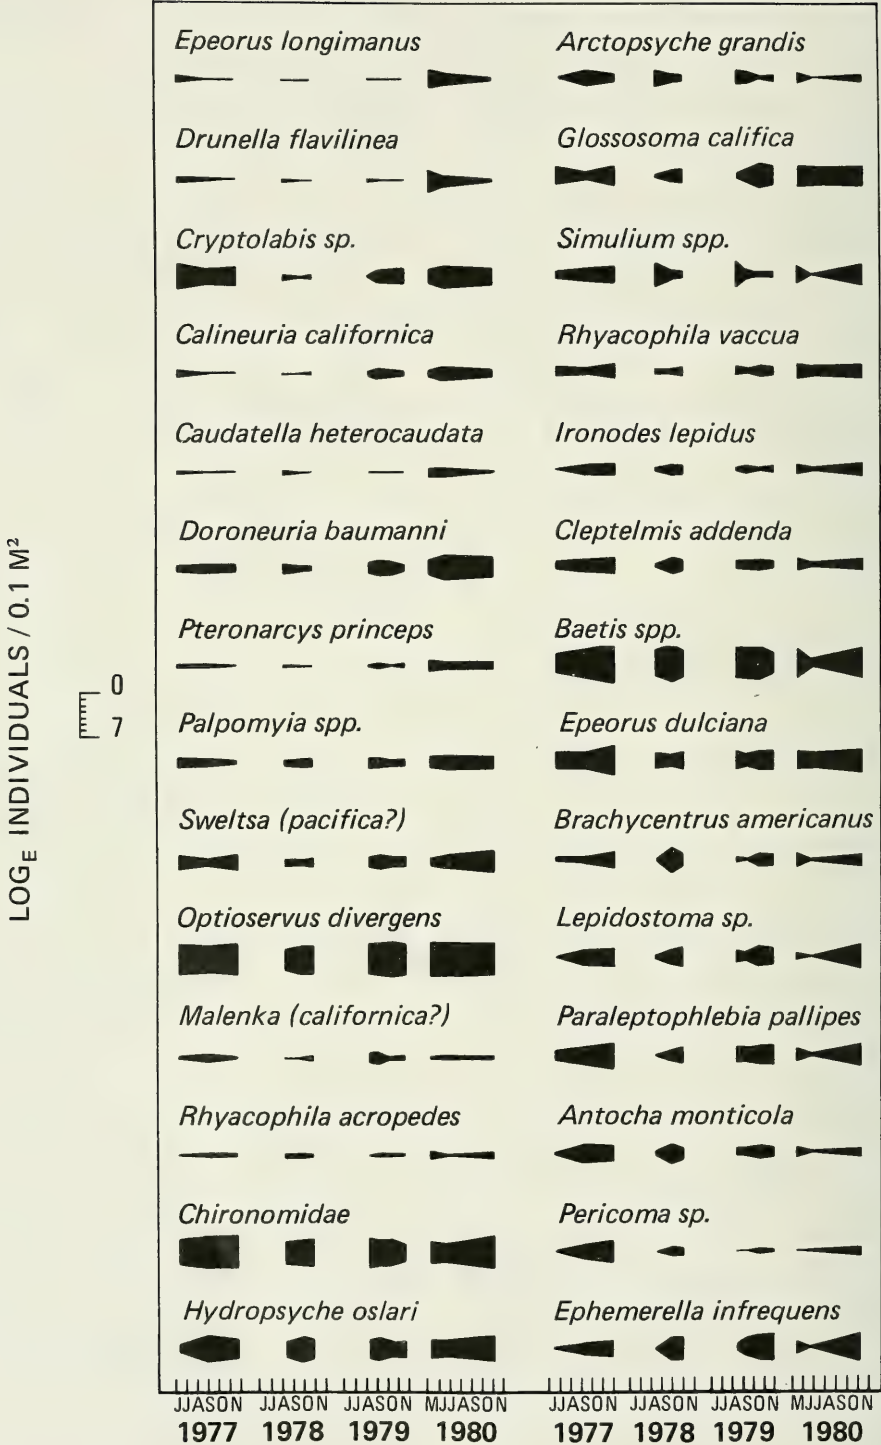 LOGE INDIVIDUALS / 0.1 M²
0
7
Epeorus longimanus
Drunella flavilinea
Cryptolabis sp.
Calineuria californica
Caudatella heterocaudata
Doroneuria baumanni
Pteronarcys princeps
Palpomyia spp.
Sweltsa (pacifica?)
Optioservus divergens
Malenka (californica?)
Rhyacophila acropedes
Chironomidae
Hydropsyche oslari
Arctopsyche grandis
Glossosoma califica
Simulium spp.
Rhyacophila vaccua
Ironodes lepidus
Cleptelmis addenda
Baetis spp.
Epeorus dulciana
Brachycentrus americanus
Lepidostoma sp.
Paraleptophlebia pallipes
Antocha monticola
Pericoma sp.
Ephemerella infrequens
JJASON JJASON JJASON MJJASON JJASON JJASON JJASON MJJASON
1977 1978 1979 1980 1977 1978 1979 1980